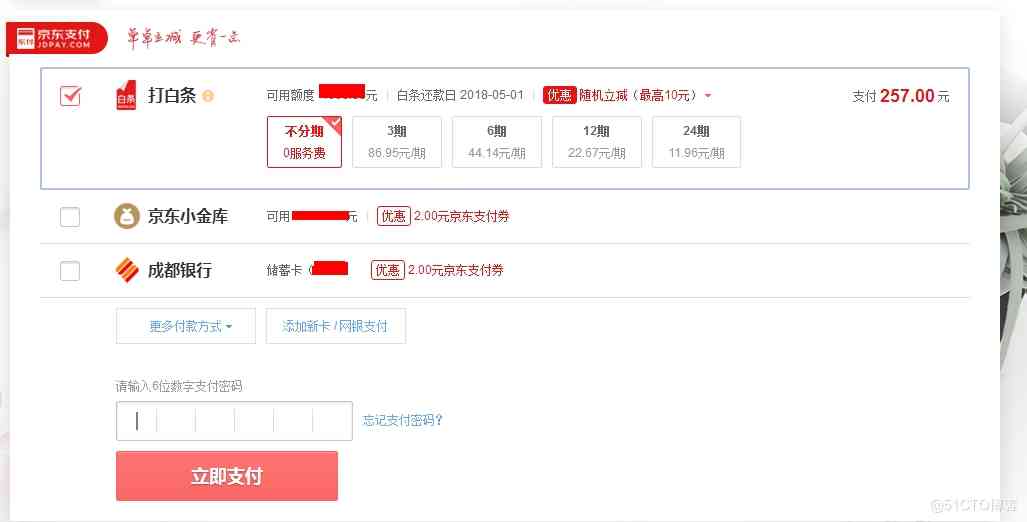 京东支付
JDPAY.COM
单单立减 更省一点
打白条 可用额度 元 白条还款日 2018-05-01 优惠 随机立减（最高10元） 支付 257.00 元
白条
不分期 3期 6期 12期 24期
0服务费 86.95元/期 44.14元/期 22.67元/期 11.96元/期
京东小金库 可用 元 优惠 2.00元京东支付券
成都银行 储蓄卡（ 优惠 2.00元京东支付券
更多付款方式 添加新卡/网银支付
请输入6位数字支付密码
忘记支付密码?
立即支付
@51CTO博客